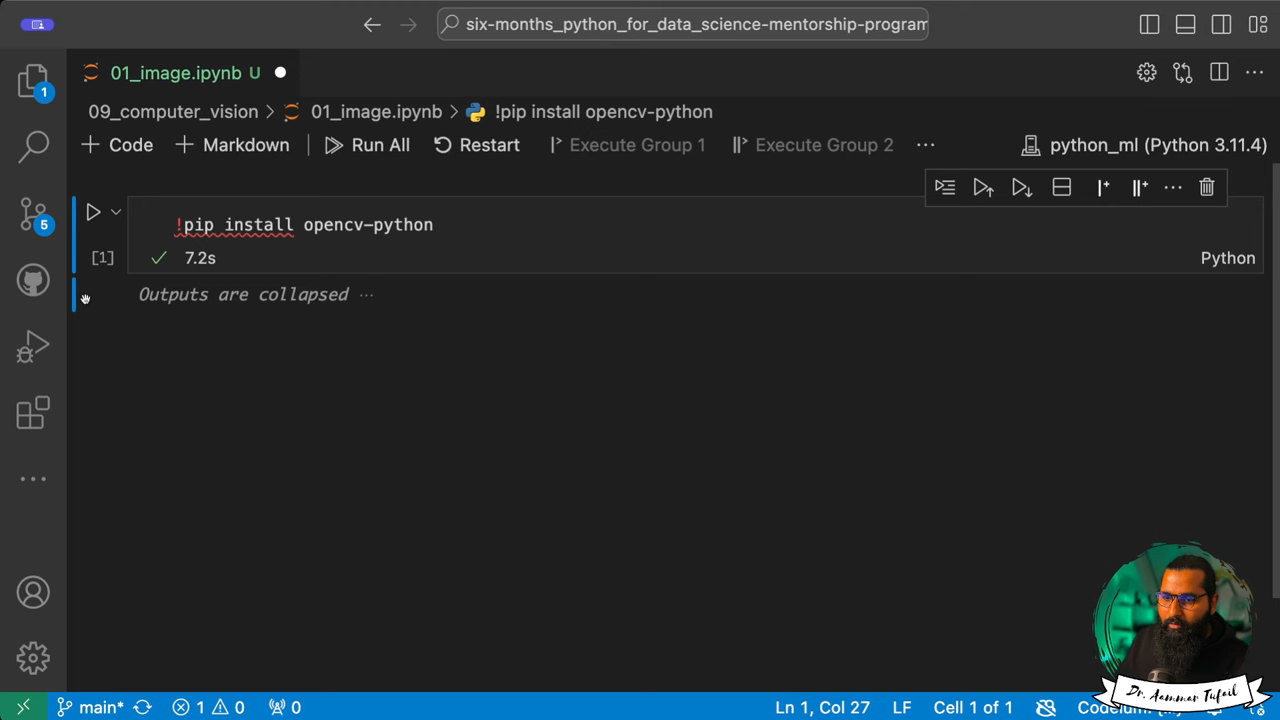 six-months_python_for_data_science-mentorship-program
1
01_image.ipynb U
09_computer_vision > 01_image.ipynb > !pip install opencv-python
+ Code + Markdown Run All Restart Execute Group 1 Execute Group 2 ... python_ml (Python 3.11.4)
!pip install opencv-python
5
[1] 7.2s Python
Outputs are collapsed ...
Dr. Aammar Tufail
main* 1 0 0 Ln 1, Col 27 LF Cell 1 of 1